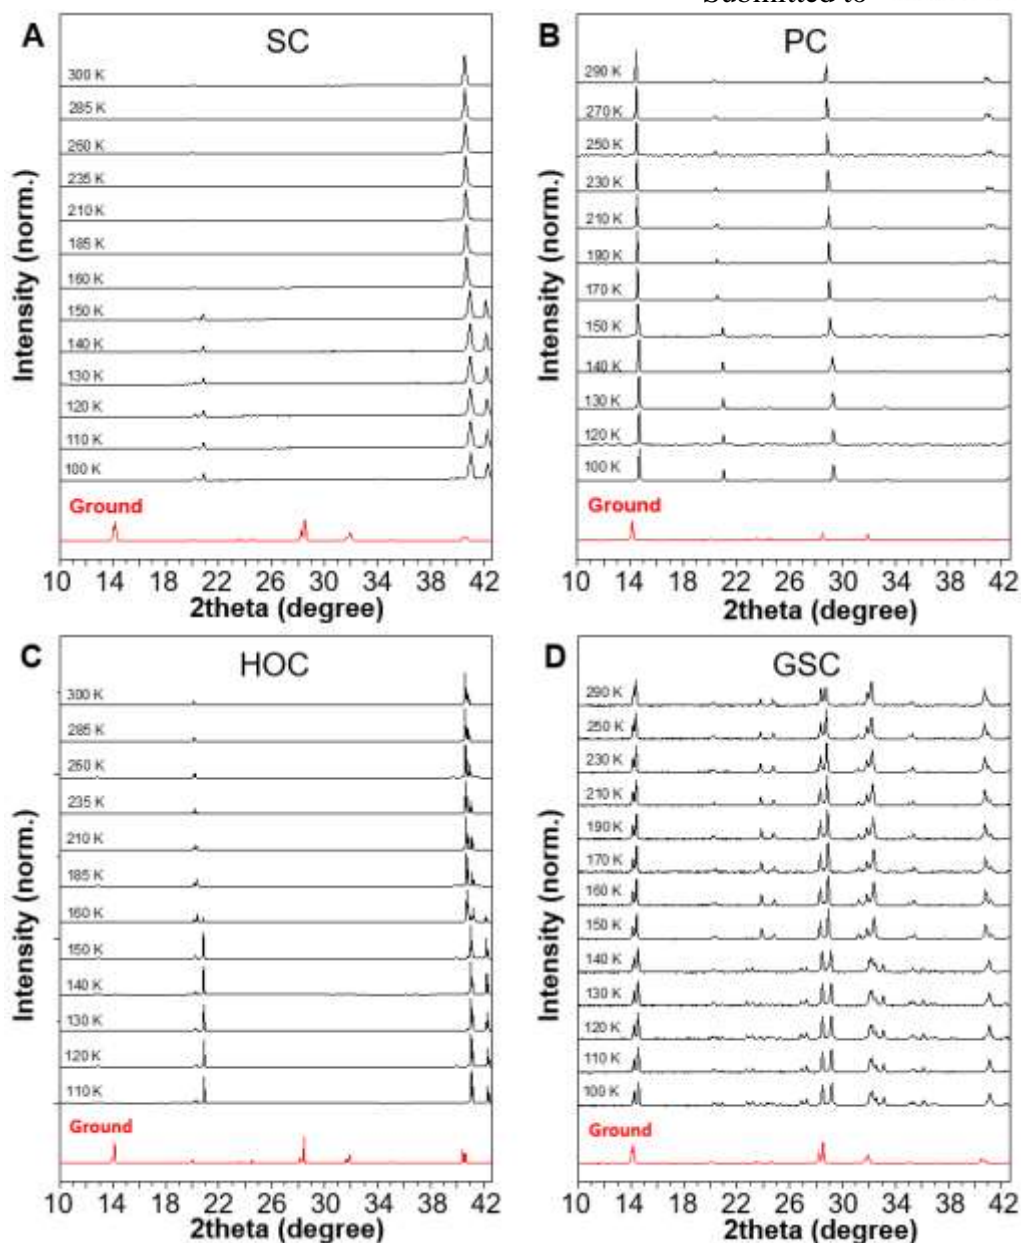 Submitted to
A
SC
300 K
285 K
260 K
235 K
210 K
185 K
160 K
150 K
140 K
130 K
120 K
110 K
100 K
Ground
Intensity (norm.)
10 14 18 22 26 30 34 38 42
2theta (degree)
B
PC
290 K
270 K
250 K
230 K
210 K
190 K
170 K
150 K
140 K
130 K
120 K
100 K
Ground
Intensity (norm.)
10 14 18 22 26 30 34 38 42
2theta (degree)
C
HOC
300 K
285 K
260 K
235 K
210 K
185 K
160 K
150 K
140 K
130 K
120 K
110 K
Ground
Intensity (norm.)
10 14 18 22 26 30 34 38 42
2theta (degree)
D
GSC
290 K
250 K
230 K
210 K
190 K
170 K
160 K
150 K
140 K
130 K
120 K
110 K
100 K
Ground
Intensity (norm.)
10 14 18 22 26 30 34 38 42
2theta (degree)